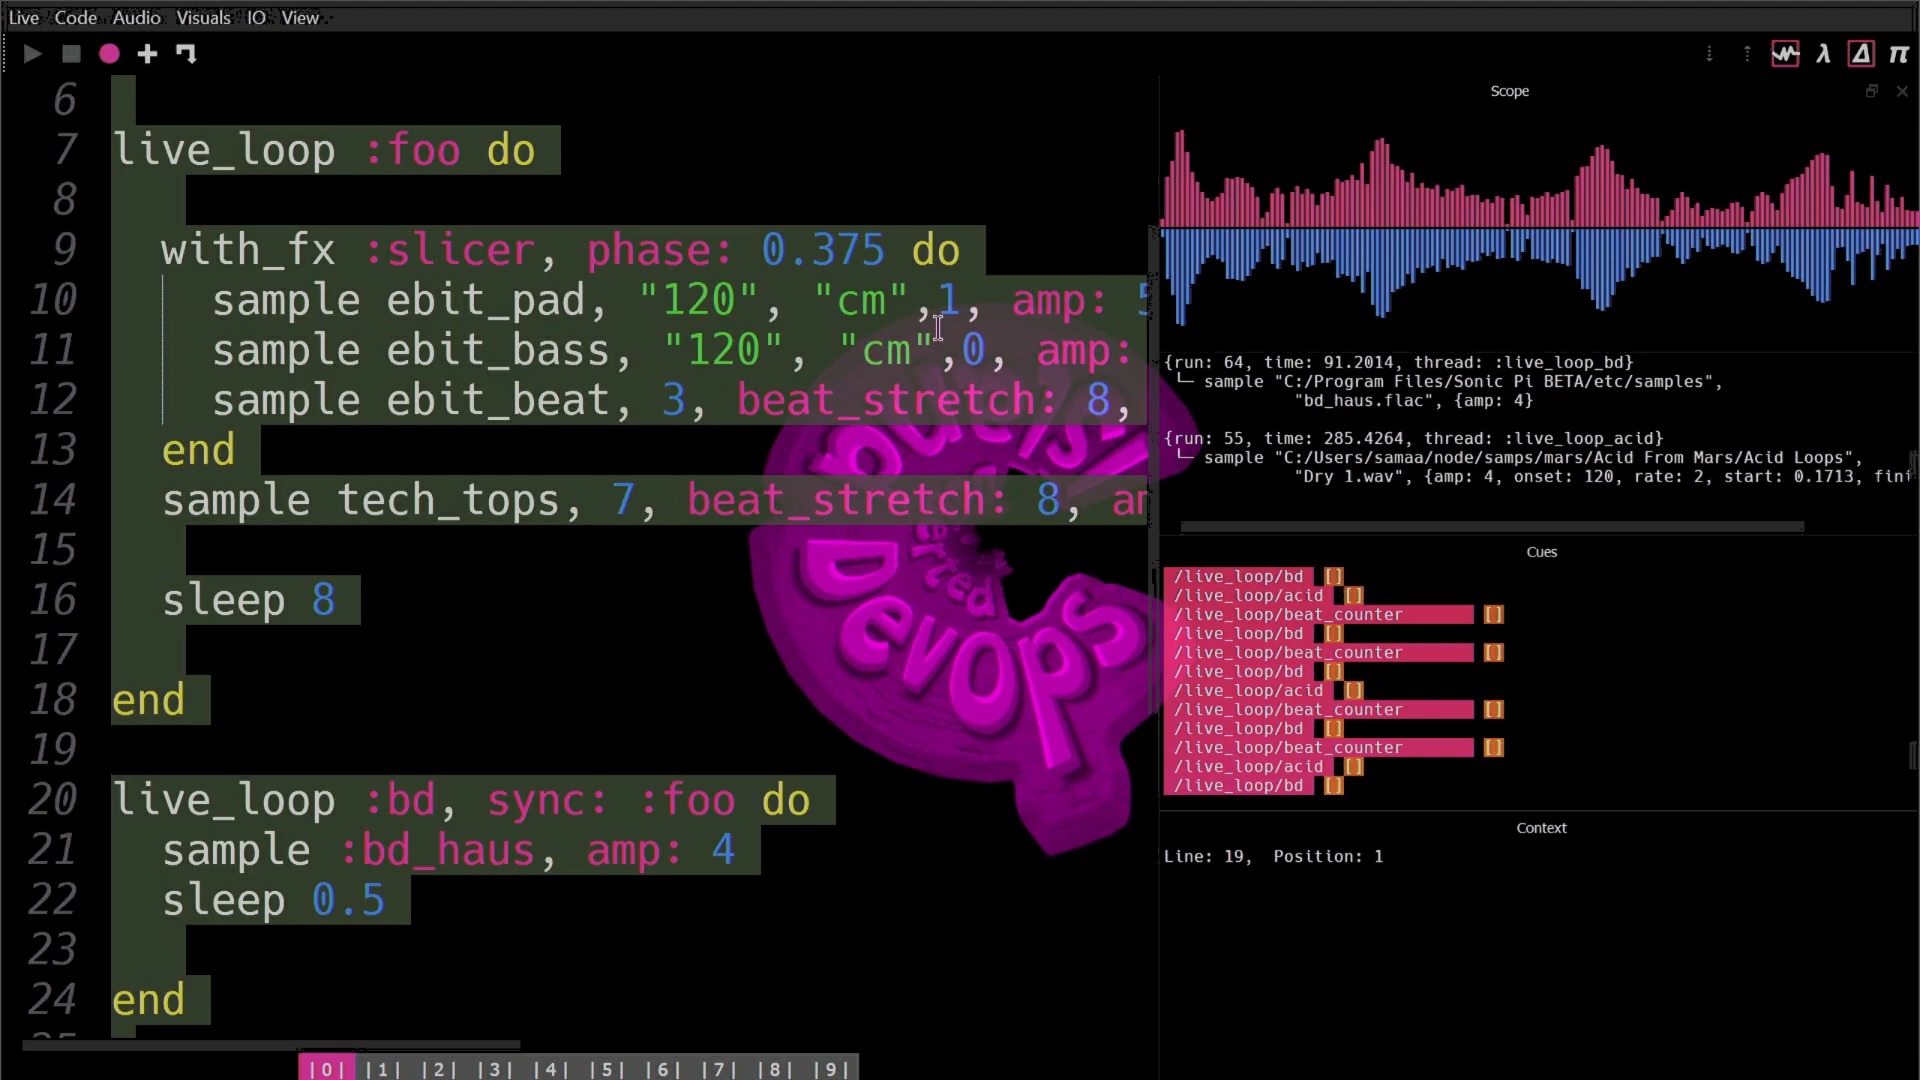 Live Code Audio Visuals IO View
λ Δ π
6
7 live_loop :foo do
8
9 with_fx :slicer, phase: 0.375 do
10 sample ebit_pad, "120", "cm",1, amp: 5
11 sample ebit_bass, "120", "cm",0, amp:
12 sample ebit_beat, 3, beat_stretch: 8,
13 end
14 sample tech_tops, 7, beat_stretch: 8, am
15
16 sleep 8
17
18 end
19
20 live_loop :bd, sync: :foo do
21 sample :bd_haus, amp: 4
22 sleep 0.5
23
24 end
25
|0| |1| |2| |3| |4| |5| |6| |7| |8| |9|
Devops
Scope
{run: 64, time: 91.2014, thread: :live_loop_bd}
└─ sample "C:/Program Files/Sonic Pi BETA/etc/samples",
"bd_haus.flac", {amp: 4}
{run: 55, time: 285.4264, thread: :live_loop_acid}
└─ sample "C:/Users/samaa/node/samps/mars/Acid From Mars/Acid Loops",
"Dry 1.wav", {amp: 4, onset: 120, rate: 2, start: 0.1713, fini
Cues
/live_loop/bd []
/live_loop/acid []
/live_loop/beat_counter []
/live_loop/bd []
/live_loop/beat_counter []
/live_loop/bd []
/live_loop/acid []
/live_loop/beat_counter []
/live_loop/bd []
/live_loop/beat_counter []
/live_loop/acid []
/live_loop/bd []
Context
Line: 19, Position: 1